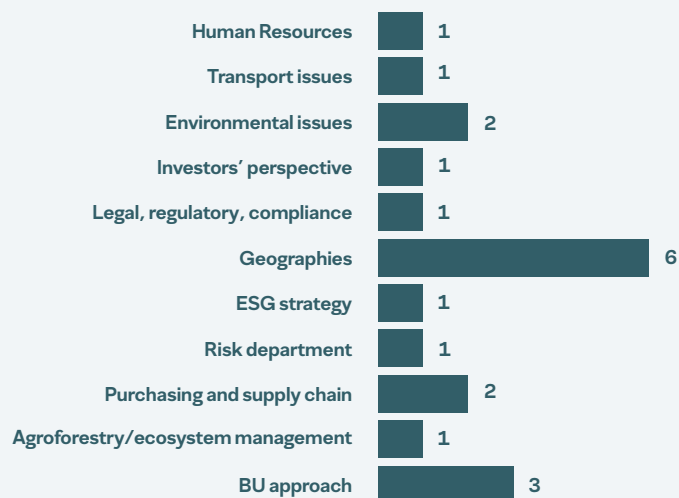 Human Resources 1
Transport issues 1
Environmental issues 2
Investors’ perspective 1
Legal, regulatory, compliance 1
Geographies 6
ESG strategy 1
Risk department 1
Purchasing and supply chain 2
Agroforestry/ecosystem management 1
BU approach 3